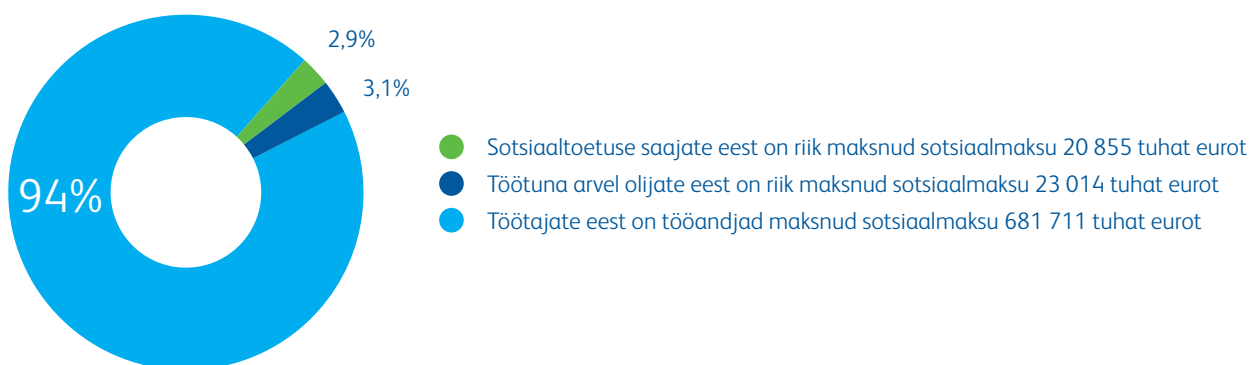 2,9%
3,1%
94%
Sotsiaaltoetuse saajate eest on riik maksnud sotsiaalmaksu 20 855 tuhat eurot
Töötuna arvel olijate eest on riik maksnud sotsiaalmaksu 23 014 tuhat eurot
Töötajate eest on tööandjad maksnud sotsiaalmaksu 681 711 tuhat eurot